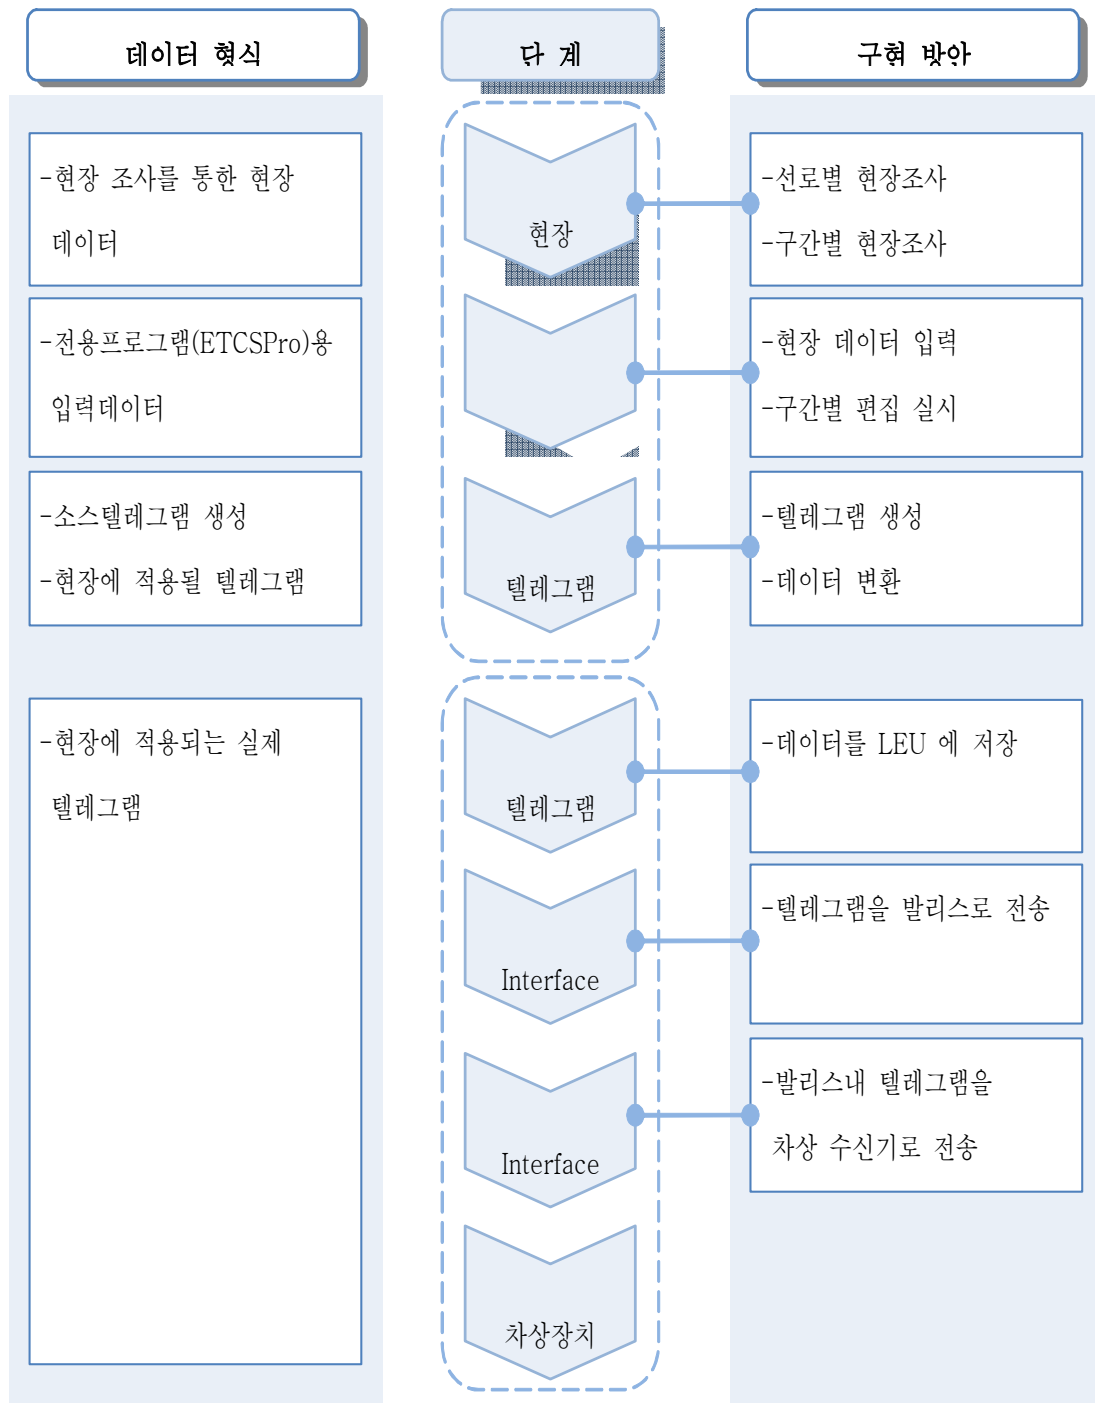 데이터 형식
단 계
구현 방안
-현장 조사를 통한 현장
데이터
현장
-선로별 현장조사
-구간별 현장조사
-전용프로그램(ETCSPro)용
입력데이터
-현장 데이터 입력
-구간별 편집 실시
-소스텔레그램 생성
-현장에 적용될 텔레그램
텔레그램
-텔레그램 생성
-데이터 변환
-현장에 적용되는 실제
텔레그램
텔레그램
-데이터를 LEU 에 저장
Interface
-텔레그램을 발리스로 전송
Interface
-발리스내 텔레그램을
차상 수신기로 전송
차상장치